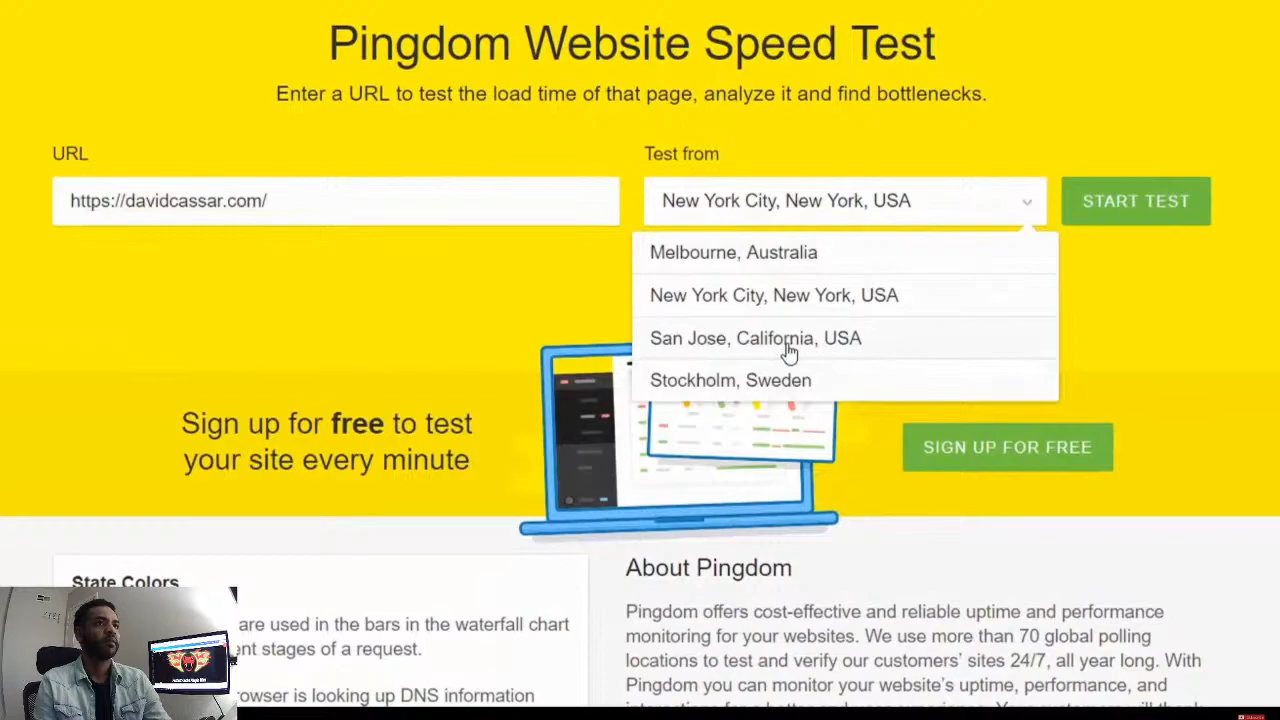 Pingdom Website Speed Test
Enter a URL to test the load time of that page, analyze it and find bottlenecks.
URL
Test from
https://davidcassar.com/
New York City, New York, USA
START TEST
Melbourne, Australia
New York City, New York, USA
San Jose, California, USA
Stockholm, Sweden
Sign up for free to test
your site every minute
SIGN UP FOR FREE
State Colors
are used in the bars in the waterfall chart
nt stages of a request.
rowser is looking up DNS information
About Pingdom
Pingdom offers cost-effective and reliable uptime and performance
monitoring for your websites. We use more than 70 global polling
locations to test and verify our customers' sites 24/7, all year long. With
Pingdom you can monitor your website's uptime, performance, and